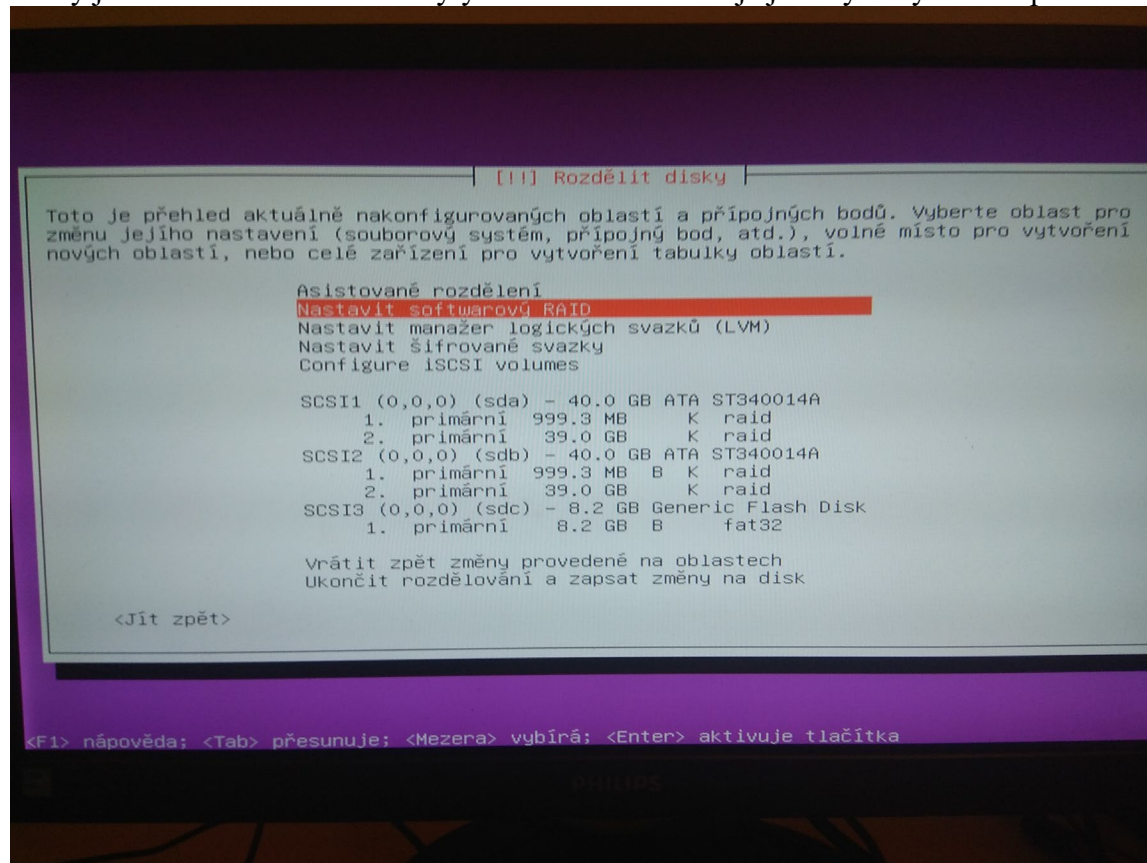 [!!] Rozdělit disky
Toto je přehled aktuálně nakonfigurovaných oblastí a přípojných bodů. Vyberte oblast pro
změnu jejího nastavení (souborový systém, přípojný bod, atd.), volné místo pro vytvoření
nových oblastí, nebo celé zařízení pro vytvoření tabulky oblastí.
Asistované rozdělení
Nastavit softwarový RAID
Nastavit manažer logických svazků (LVM)
Nastavit šifrované svazky
Configure iSCSI volumes
SCSI1 (0,0,0) (sda) - 40.0 GB ATA ST340014A
1. primární 999.3 MB K raid
2. primární 39.0 GB K raid
SCSI2 (0,0,0) (sdb) - 40.0 GB ATA ST340014A
1. primární 999.3 MB B K raid
2. primární 39.0 GB K raid
SCSI3 (0,0,0) (sdc) - 8.2 GB Generic Flash Disk
1. primární 8.2 GB B fat32
Vrátit zpět změny provedené na oblastech
Ukončit rozdělování a zapsat změny na disk
<Jít zpět>
<F1> nápověda; <Tab> přesunuje; <Mezera> vybírá; <Enter> aktivuje tlačítka
PHILIPS